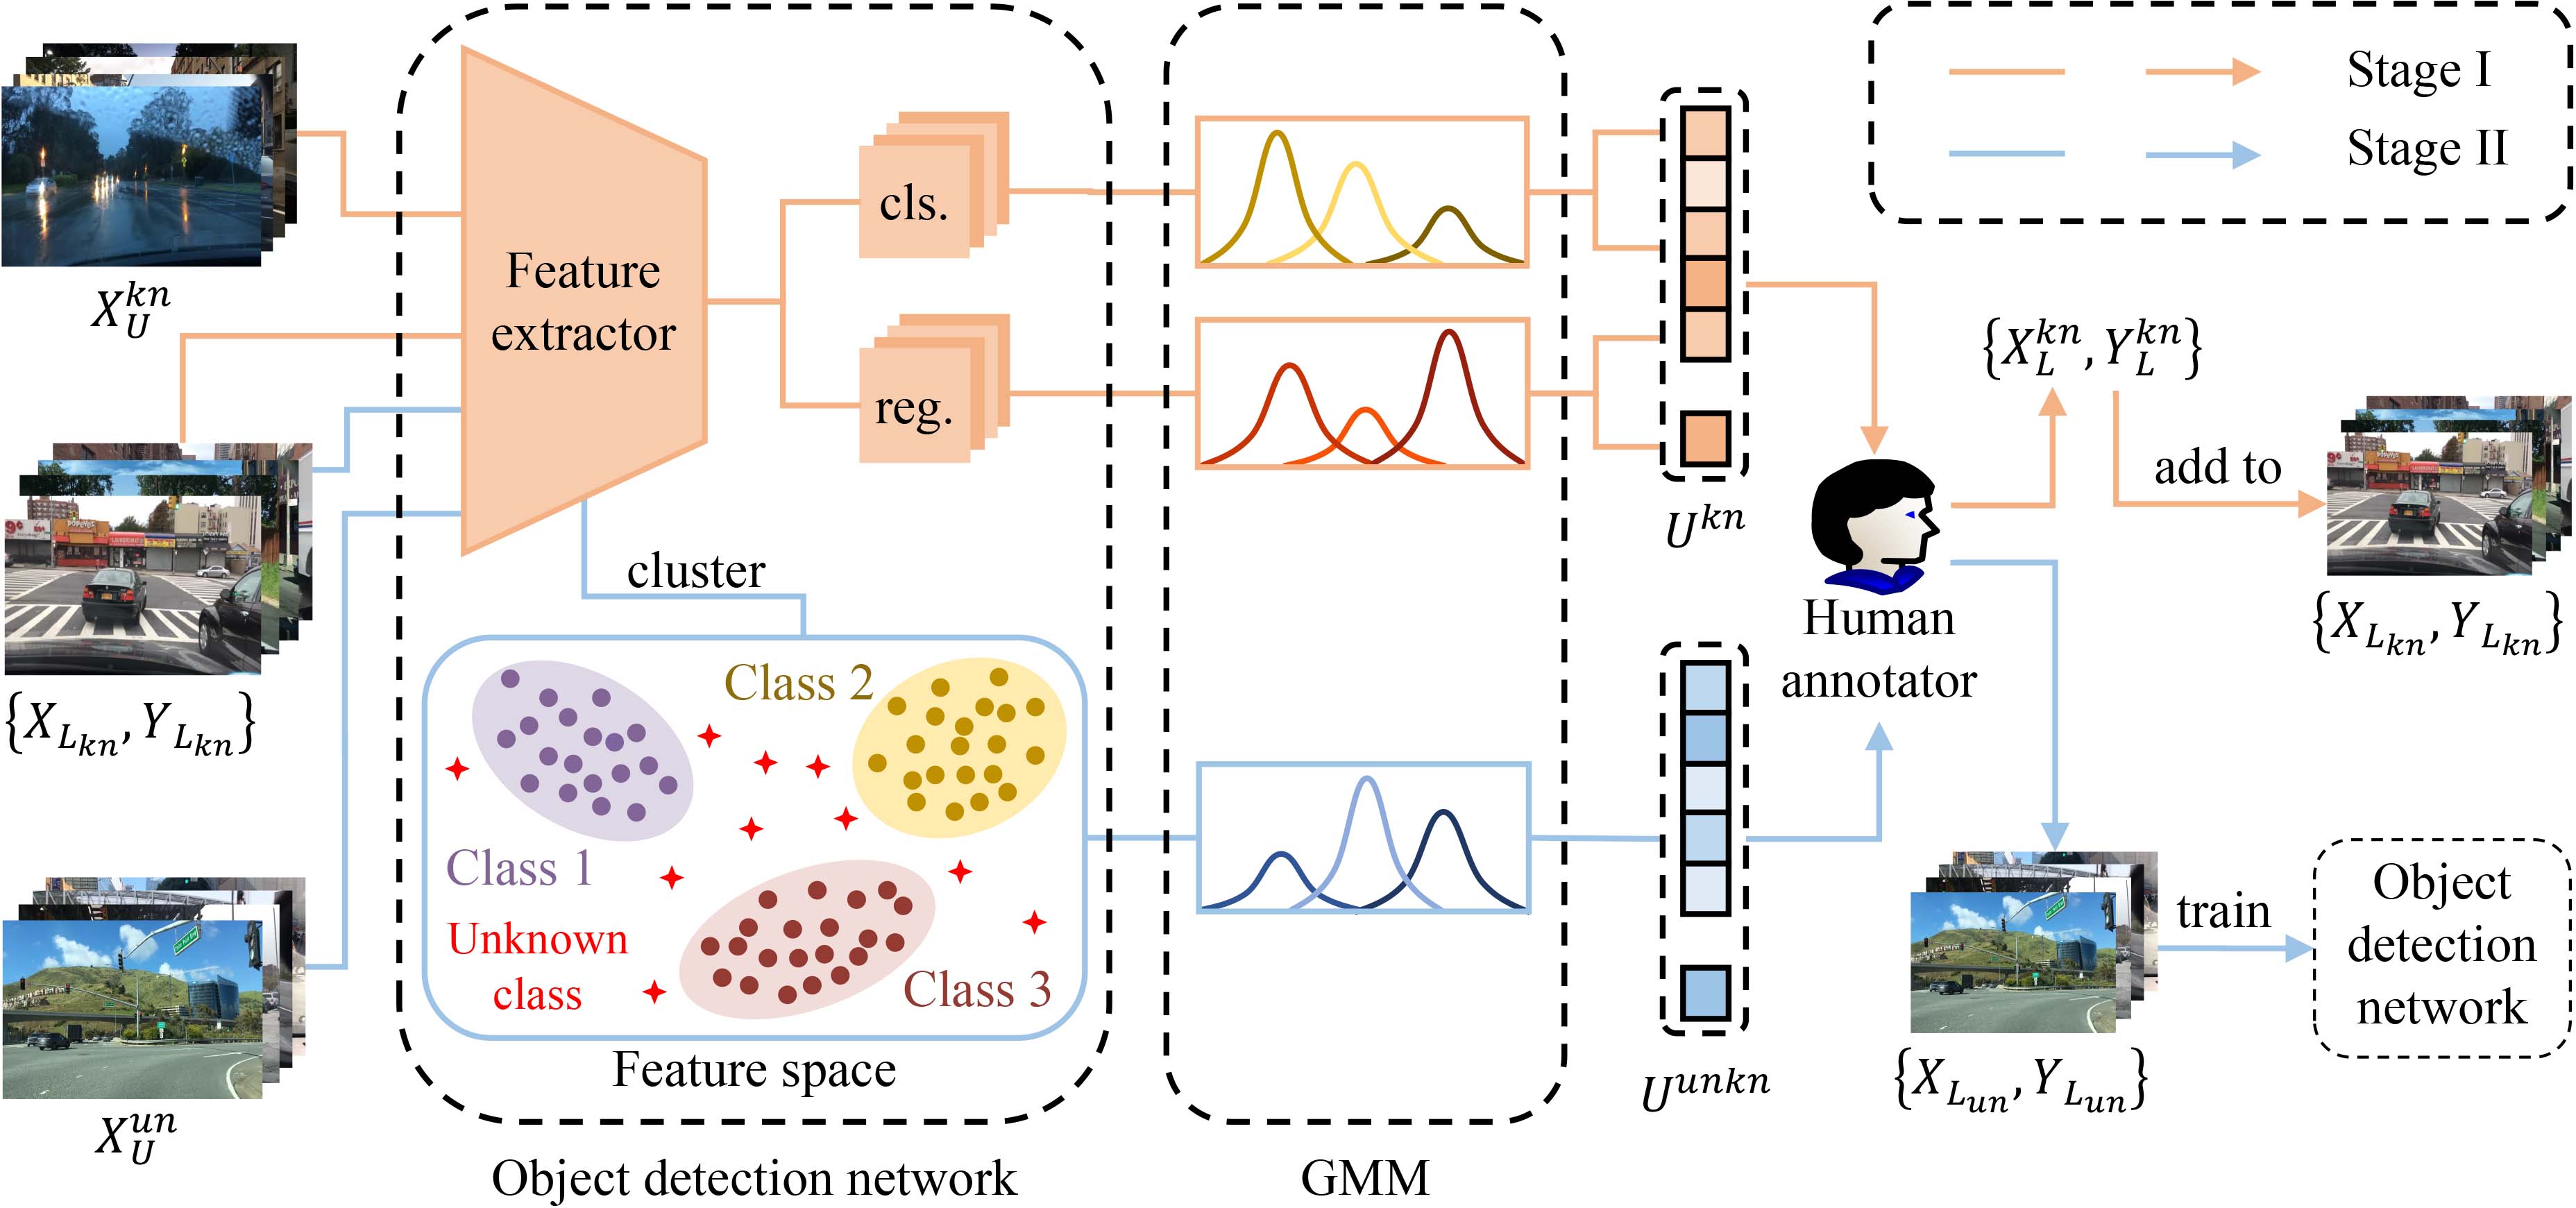 Stage I
Stage II
Feature
extractor
cls.
reg.
X_U^{kn}
{X_L^{kn}, Y_L^{kn}}
add to
U^{kn}
cluster
Human
annotator
{X_{L_{kn}}, Y_{L_{kn}}}
{X_{L_{kn}}, Y_{L_{kn}}}
Class 1
Class 2
Class 3
Unknown
class
Feature space
X_U^{un}
U^{unkn}
{X_{L_{un}}, Y_{L_{un}}}
train
Object
detection
network
Object detection network
GMM
POPEYES